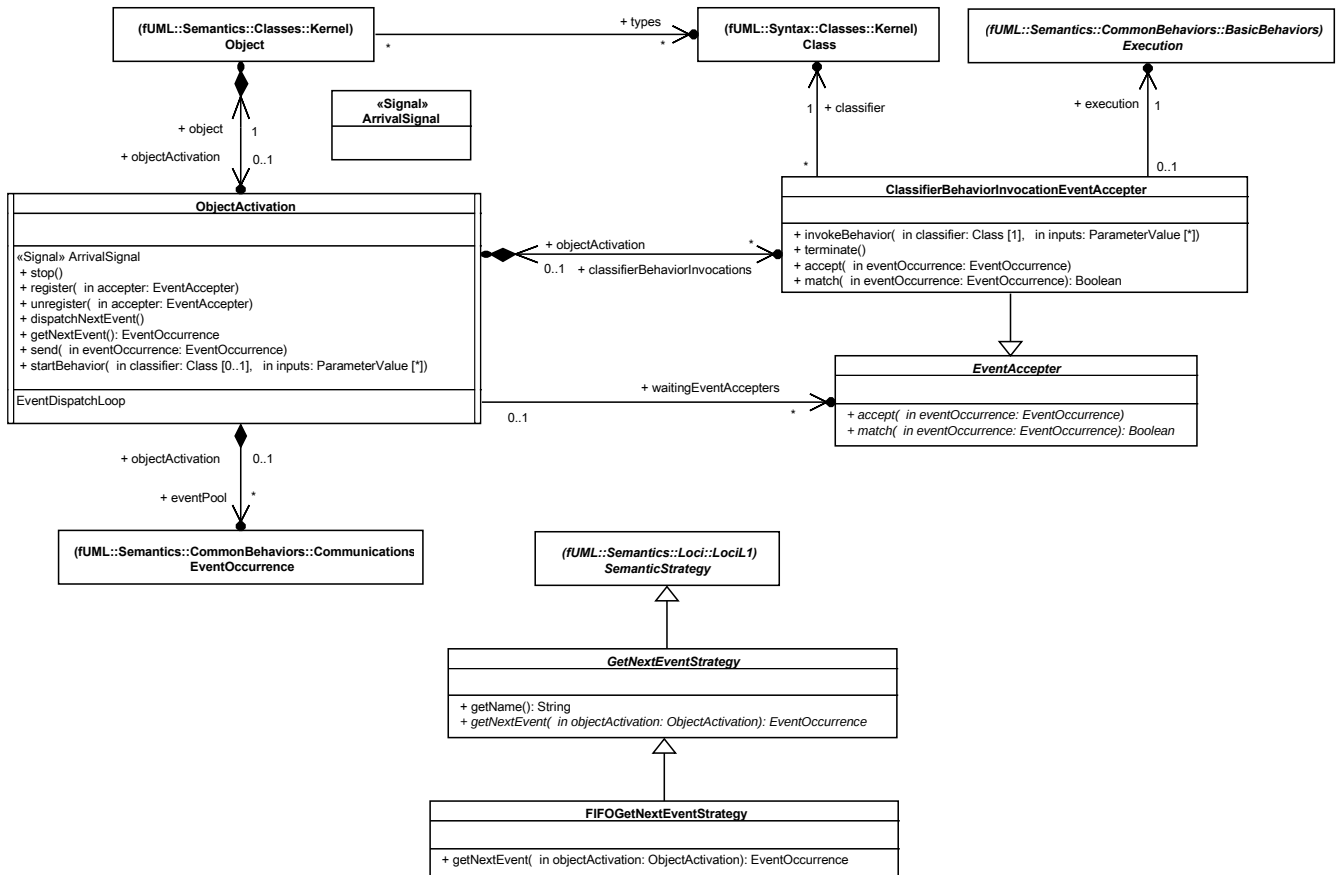 (fUML::Semantics::Classes::Kernel)
Object
+ types
*
*
(fUML::Syntax::Classes::Kernel)
Class
(fUML::Semantics::CommonBehaviors::BasicBehaviors)
Execution
«Signal»
ArrivalSignal
+ object
1
+ objectActivation
0..1
1
+ classifier
*
+ execution
1
0..1
ObjectActivation
«Signal» ArrivalSignal
+ stop()
+ register( in accepter: EventAccepter)
+ unregister( in accepter: EventAccepter)
+ dispatchNextEvent()
+ getNextEvent(): EventOccurrence
+ send( in eventOccurrence: EventOccurrence)
+ startBehavior( in classifier: Class [0..1], in inputs: ParameterValue [*])
EventDispatchLoop
+ objectActivation
*
0..1
+ classifierBehaviorInvocations
ClassifierBehaviorInvocationEventAccepter
+ invokeBehavior( in classifier: Class [1], in inputs: ParameterValue [*])
+ terminate()
+ accept( in eventOccurrence: EventOccurrence)
+ match( in eventOccurrence: EventOccurrence): Boolean
+ waitingEventAccepters
0..1
*
EventAccepter
+ accept( in eventOccurrence: EventOccurrence)
+ match( in eventOccurrence: EventOccurrence): Boolean
+ objectActivation
0..1
+ eventPool
*
(fUML::Semantics::CommonBehaviors::Communications
EventOccurrence
(fUML::Semantics::Loci::LociL1)
SemanticStrategy
GetNextEventStrategy
+ getName(): String
+ getNextEvent( in objectActivation: ObjectActivation): EventOccurrence
FIFOGetNextEventStrategy
+ getNextEvent( in objectActivation: ObjectActivation): EventOccurrence